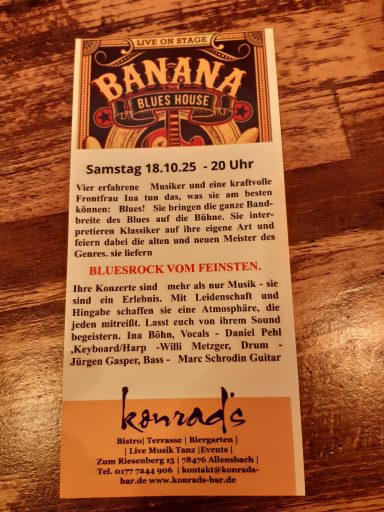 LIVE ON STAGE
BANANA
BLUES HOUSE
Samstag 18.10.25 - 20 Uhr
Vier erfahrene Musiker und eine kraftvolle
Frontfrau Ina tun das, was sie am besten
können: Blues! Sie bringen die ganze Band-
breite des Blues auf die Bühne. Sie inter-
pretieren Klassiker auf ihre eigene Art und
feiern dabei die alten und neuen Meister des
Genres. sie liefern
BLUESROCK VOM FEINSTEN.
Ihre Konzerte sind mehr als nur Musik - sie
sind ein Erlebnis. Mit Leidenschaft und
Hingabe schaffen sie eine Atmosphäre, die
jeden mitreißt. Lasst euch von ihrem Sound
begeistern. Ina Böhn, Vocals - Daniel Pehl
,Keyboard/Harp -Willi Metzger, Drum -
Jürgen Gasper, Bass - Marc Schrodin Guitar
konrad's
Bistro| Terrasse | Biergarten |
| Live Musik Tanz |Events |
Zum Riesenberg 15 | 78476 Allensbach |
Tel. 0177 7244 906 | kontakt@konrads-
bar.de www.konrads-bar.de